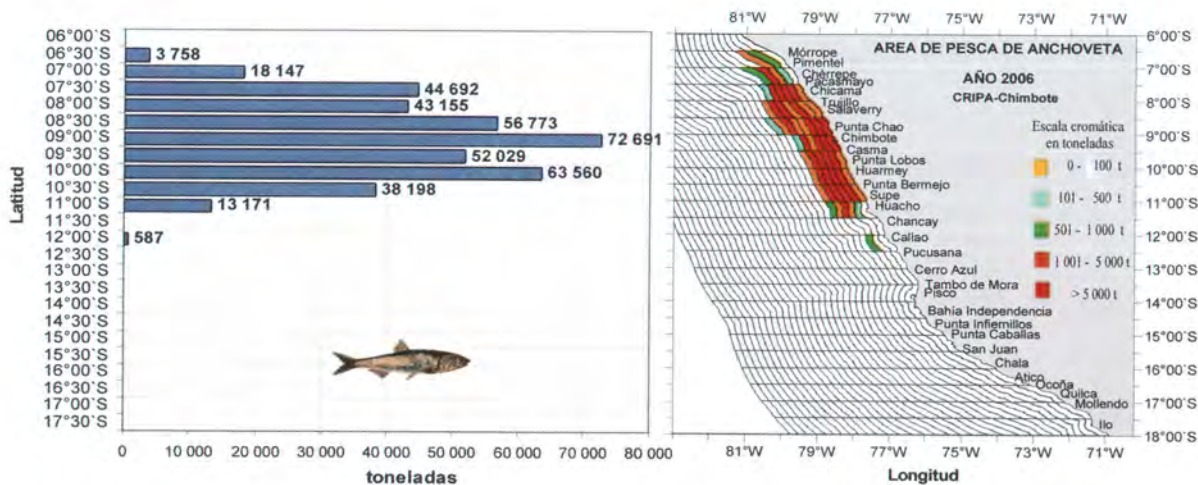 Latitud
06°00`S
06°30`S
07°00`S
07°30`S
08°00`S
08°30`S
09°00`S
09°30`S
10°00`S
10°30`S
11°00`S
11°30`S
12°00`S
12°30`S
13°00`S
13°30`S
14°00`S
14°30`S
15°00`S
15°30`S
16°00`S
16°30`S
17°00`S
17°30`S
3 758
18 147
44 692
43 155
56 773
72 691
52 029
63 560
38 198
13 171
587
0 10 000 20 000 30 000 40 000 50 000 60 000 70 000 80 000
toneladas
81°W 79°W 77°W 75°W 73°W 71°W
AREA DE PESCA DE ANCHOVETA
AÑO 2006
CRIPA-Chimbote
Escala cromática
en toneladas
0 - 100 t
101 - 500 t
501 - 1 000 t
1 001 - 5 000 t
> 5 000 t
Mórrope
Pimentel
Chérrepe
Pacasmayo
Chicama
Trujillo
Salaverry
Punta Chao
Chimbote
Casma
Punta Lobos
Huarmey
Punta Bermejo
Supe
Huacho
Chancay
Callao
Pucusana
Cerro Azul
Tambo de Mora
Pisco
Bahía Independencia
Punta Infiernillos
Punta Caballas
San Juan
Chala
Atico
Ocoña
Quilca
Mollendo
Ilo
6°00`S
7°00`S
8°00`S
9°00`S
10°00`S
11°00`S
12°00`S
13°00`S
14°00`S
15°00`S
16°00`S
17°00`S
18°00`S
81°W 79°W 77°W 75°W 73°W 71°W
Longitud